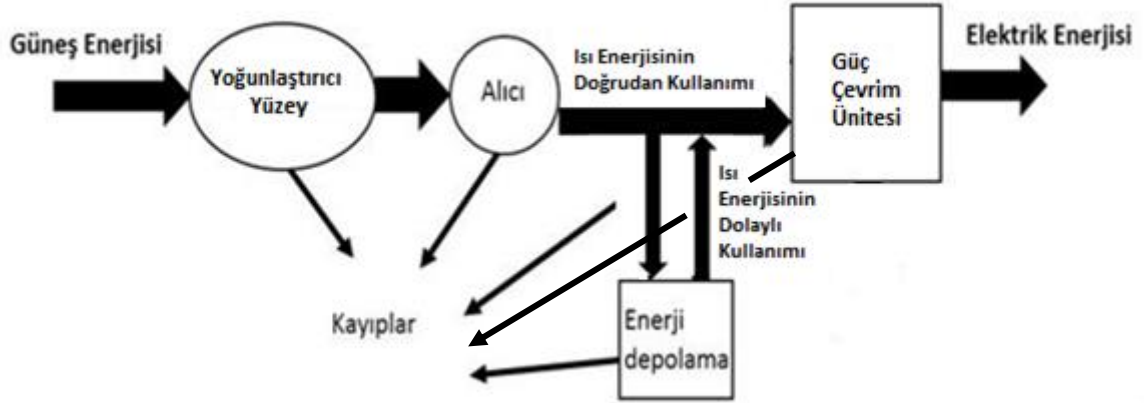 Güneş Enerjisi
Yoğunlaştırıcı
Yüzey
Alıcı
Isı Enerjisinin
Doğrudan Kullanımı
Güç
Çevrim
Ünitesi
Elektrik Enerjisi
Isı
Enerjisinin
Dolaylı
Kullanımı
Kayıplar
Enerji
depolama